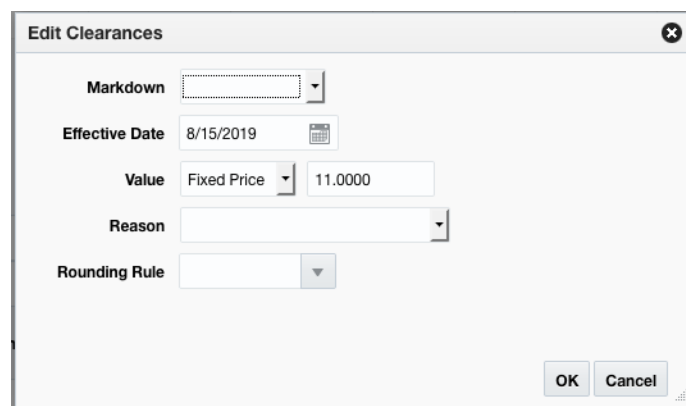 Edit Clearances
Markdown
Effective Date 8/15/2019
Value Fixed Price 11.0000
Reason
Rounding Rule
OK Cancel